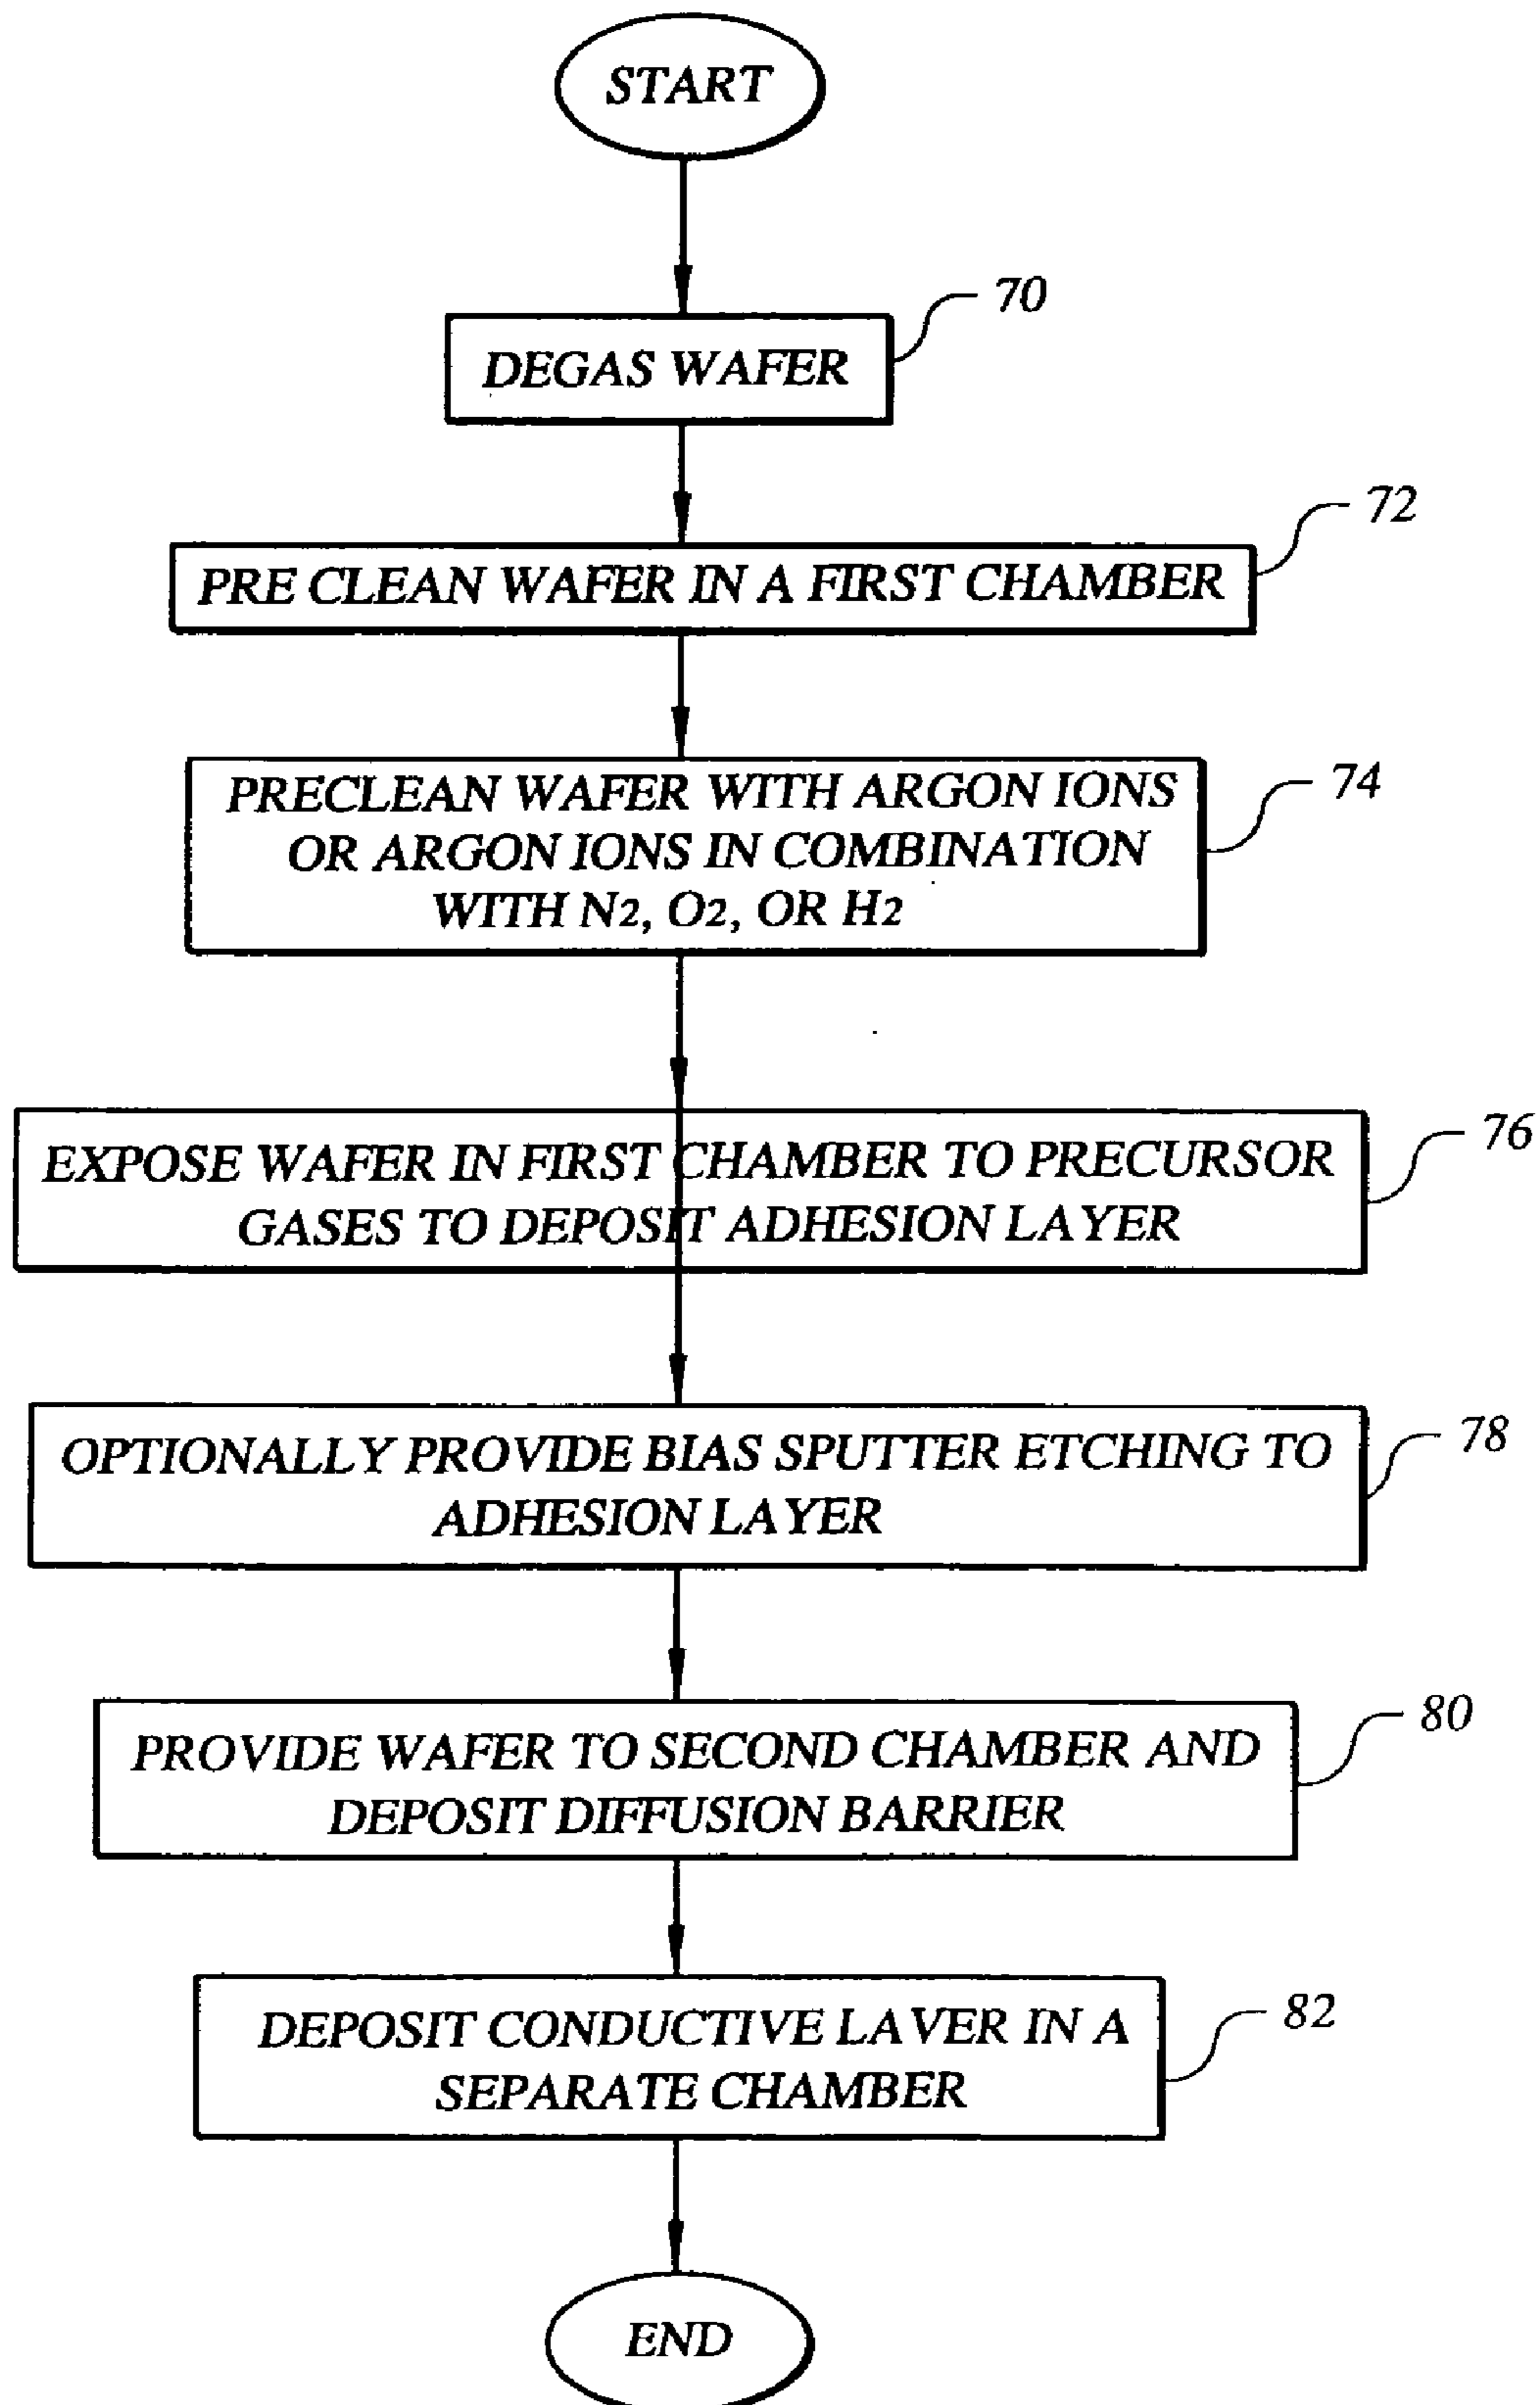 START
70
DEGAS WAFER
72
PRE CLEAN WAFER IN A FIRST CHAMBER
74
PRECLEAN WAFER WITH ARGON IONS
OR ARGON IONS IN COMBINATION
WITH N2, O2, OR H2
76
EXPOSE WAFER IN FIRST CHAMBER TO PRECURSOR
GASES TO DEPOSIT ADHESION LAYER
78
OPTIONALLY PROVIDE BIAS SPUTTER ETCHING TO
ADHESION LAYER
80
PROVIDE WAFER TO SECOND CHAMBER AND
DEPOSIT DIFFUSION BARRIER
82
DEPOSIT CONDUCTIVE LAVER IN A
SEPARATE CHAMBER
END